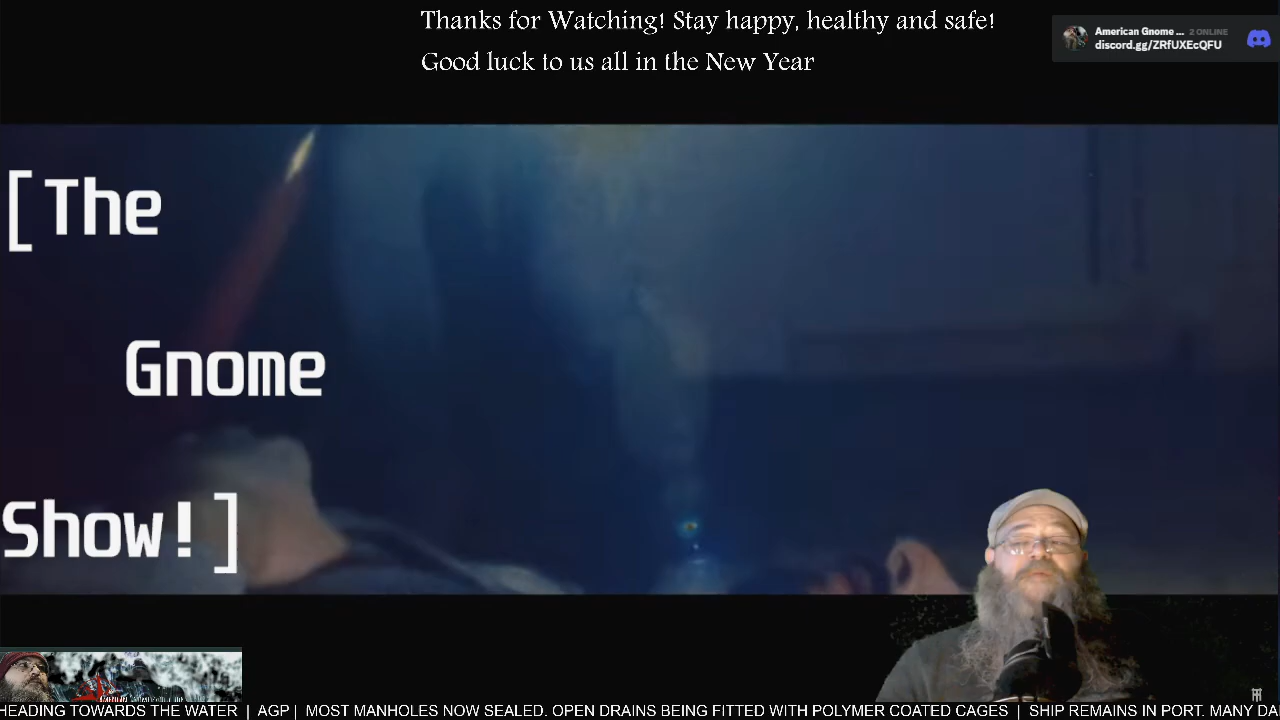 Thanks for Watching! Stay happy, healthy and safe!
Good luck to us all in the New Year
American Gnome ... 2 ONLINE
discord.gg/ZRfUXEcQFU
[The
Gnome
Show!]
HEADING TOWARDS THE WATER | AGP | MOST MANHOLES NOW SEALED. OPEN DRAINS BEING FITTED WITH POLYMER COATED CAGES | SHIP REMAINS IN PORT. MANY DA